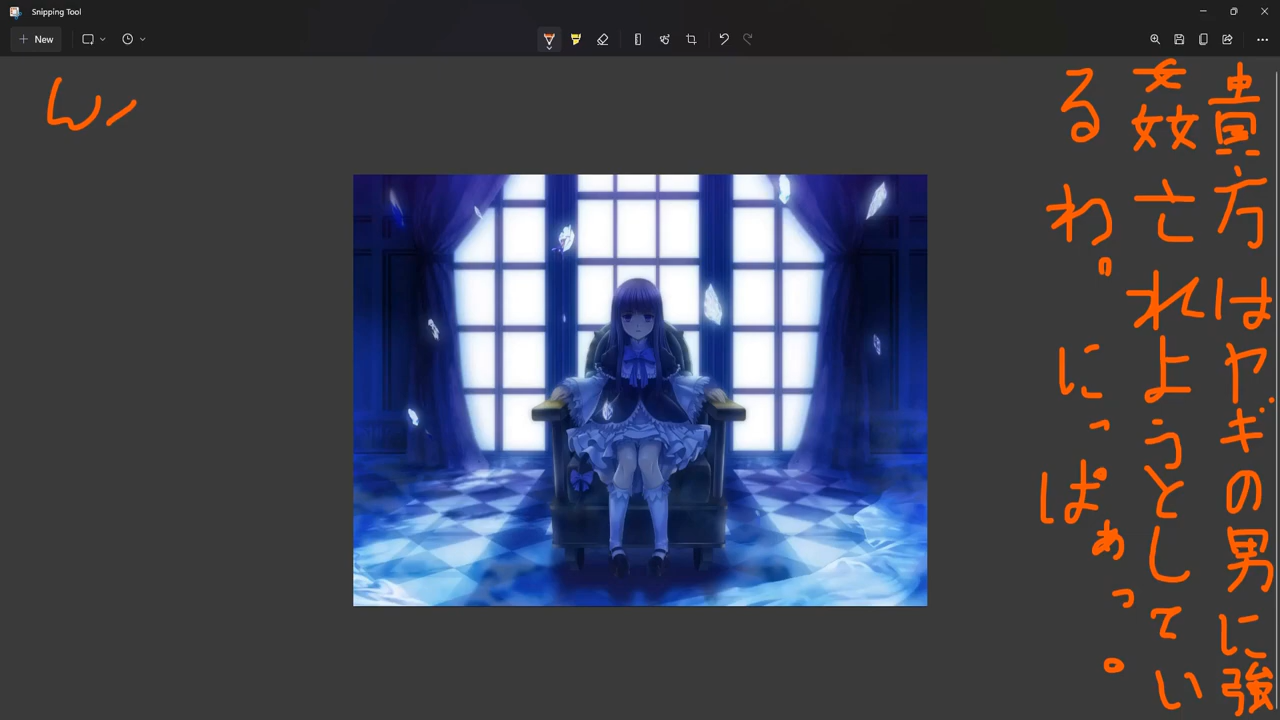 Snipping Tool
New
貴方はヤギの男に強
姦されようとしてい
るわ。にっぱぁっ。